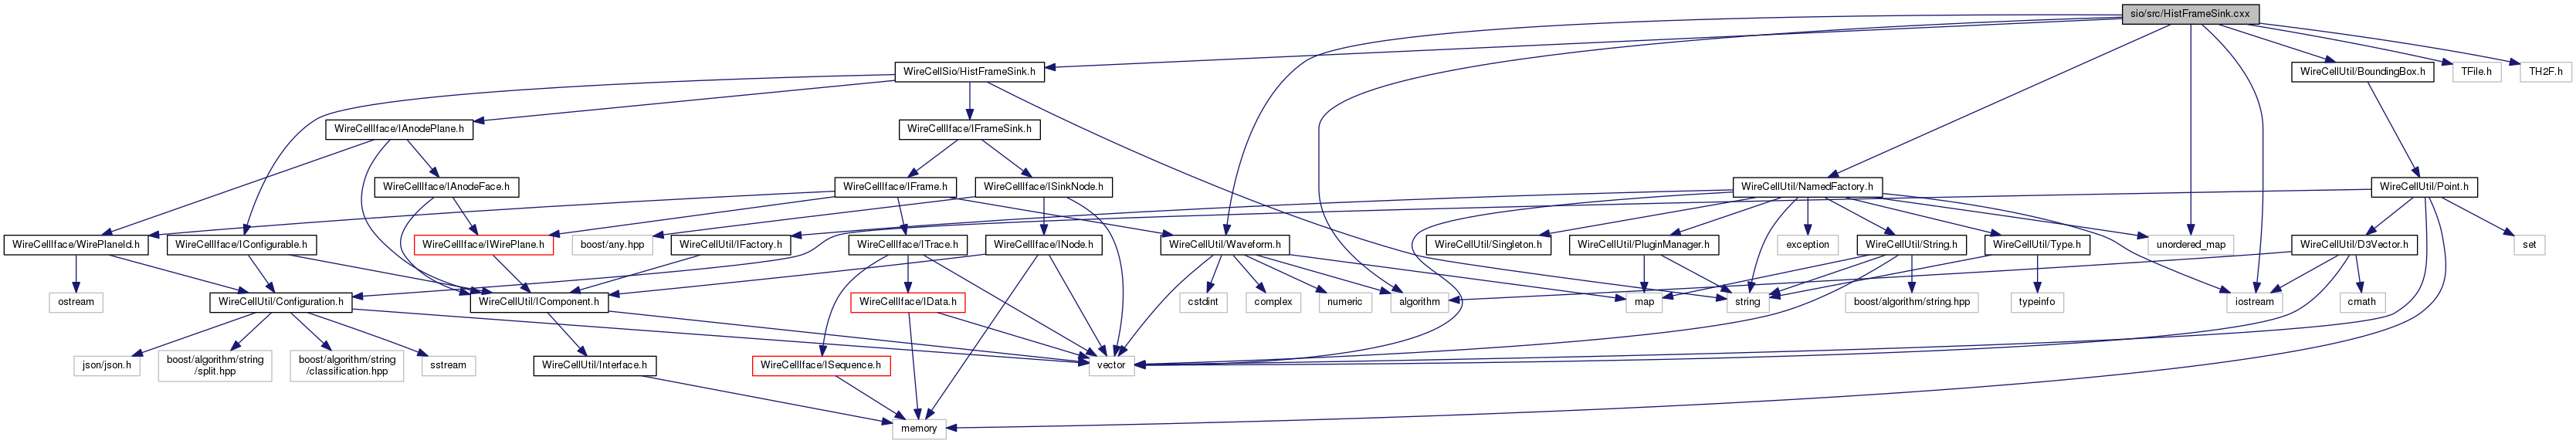 sio/src/HistFrameSink.cxx
WireCellSio/HistFrameSink.h
WireCellUtil/BoundingBox.h
TFile.h
TH2F.h
WireCellIface/IAnodePlane.h
WireCellIface/IFrameSink.h
WireCellIface/IAnodeFace.h
WireCellIface/IFrame.h
WireCellIface/ISinkNode.h
WireCellUtil/NamedFactory.h
WireCellUtil/Point.h
WireCellIface/WirePlaneId.h
WireCellIface/IConfigurable.h
WireCellIface/IWirePlane.h
boost/any.hpp
WireCellUtil/IFactory.h
WireCellIface/ITrace.h
WireCellIface/INode.h
WireCellUtil/Waveform.h
WireCellUtil/Singleton.h
WireCellUtil/PluginManager.h
exception
WireCellUtil/String.h
WireCellUtil/Type.h
unordered_map
WireCellUtil/D3Vector.h
set
ostream
WireCellUtil/Configuration.h
WireCellUtil/IComponent.h
WireCellIface/IData.h
cstdint
complex
numeric
algorithm
map
string
boost/algorithm/string.hpp
typeinfo
iostream
cmath
json/json.h
boost/algorithm/string
/split.hpp
boost/algorithm/string
/classification.hpp
sstream
WireCellUtil/Interface.h
WireCellIface/ISequence.h
vector
memory